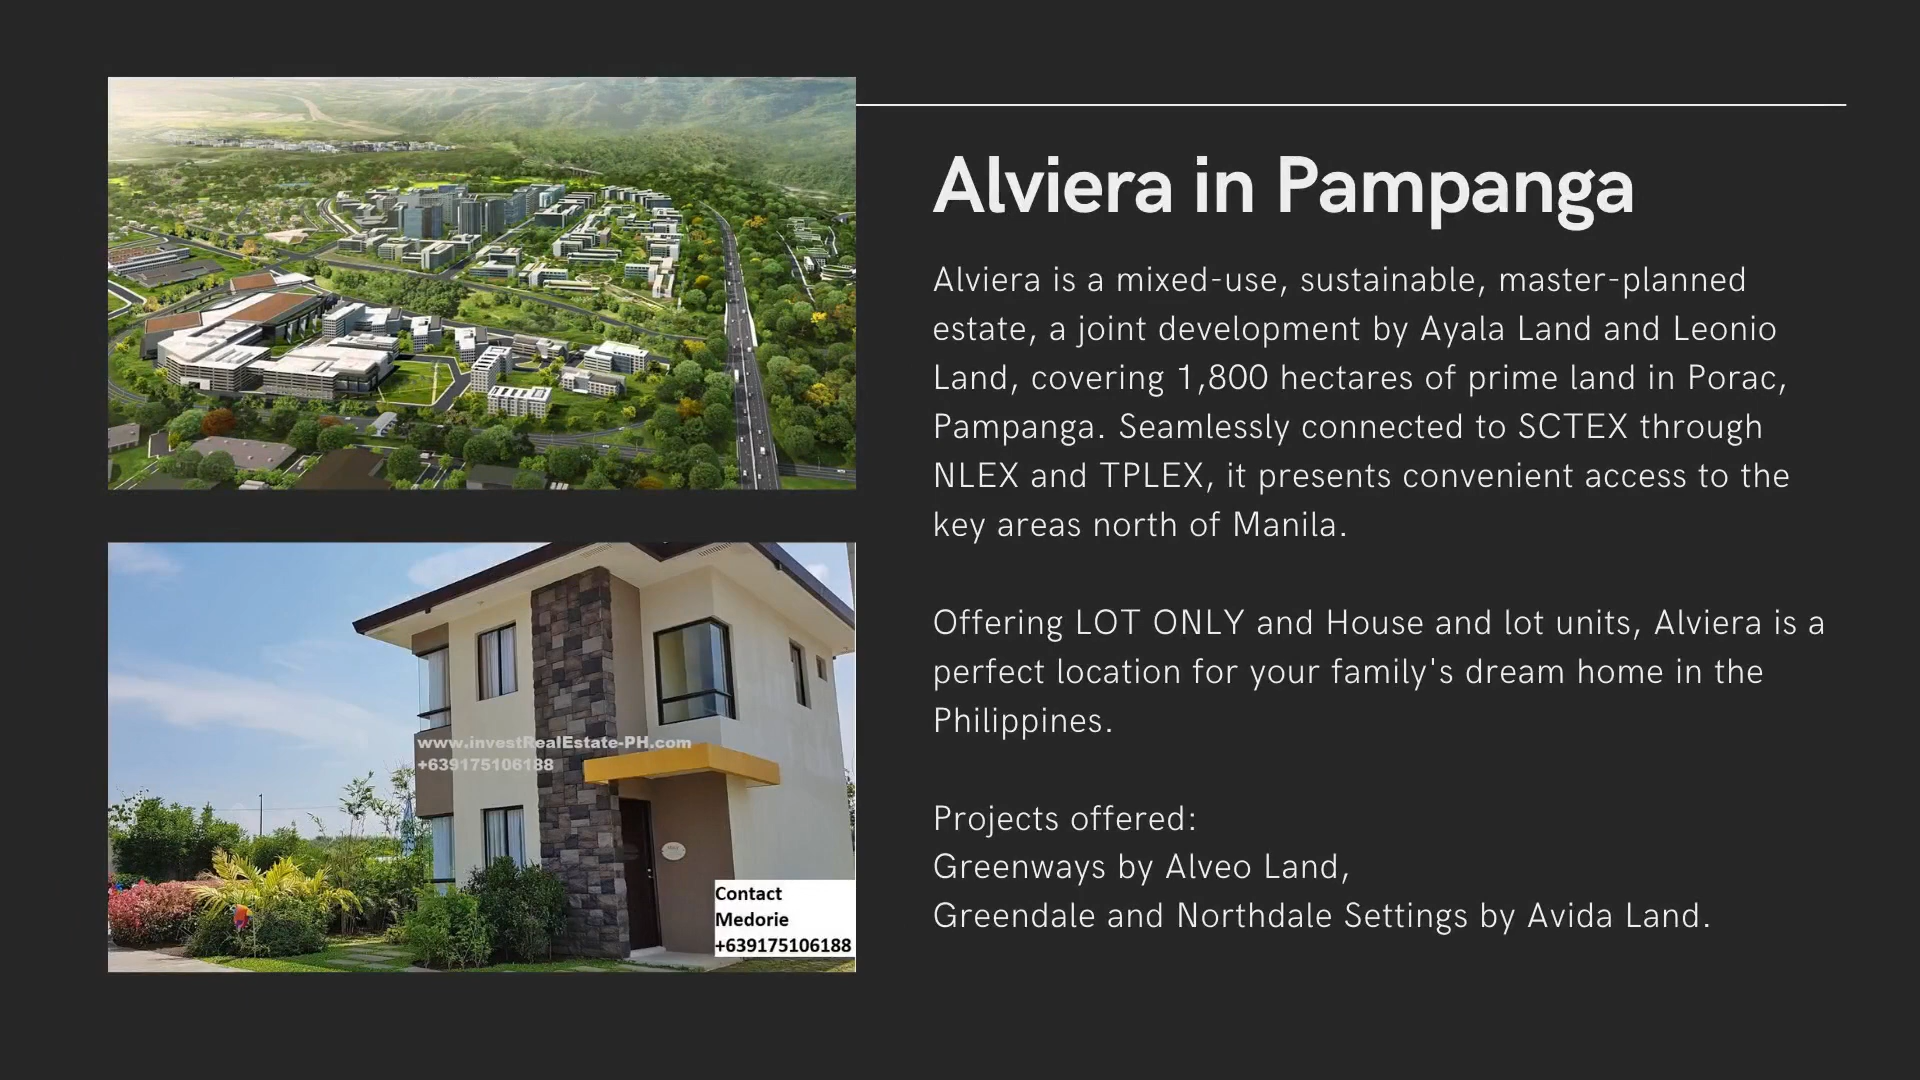 Alviera in Pampanga
Alviera is a mixed-use, sustainable, master-planned
estate, a joint development by Ayala Land and Leonio
Land, covering 1,800 hectares of prime land in Porac,
Pampanga. Seamlessly connected to SCTEX through
NLEX and TPLEX, it presents convenient access to the
key areas north of Manila.
Offering LOT ONLY and House and lot units, Alviera is a
perfect location for your family's dream home in the
Philippines.
Projects offered:
Greenways by Alveo Land,
Greendale and Northdale Settings by Avida Land.
www.investRealEstate-PH.com
+639175106188
Contact
Medorie
+639175106188